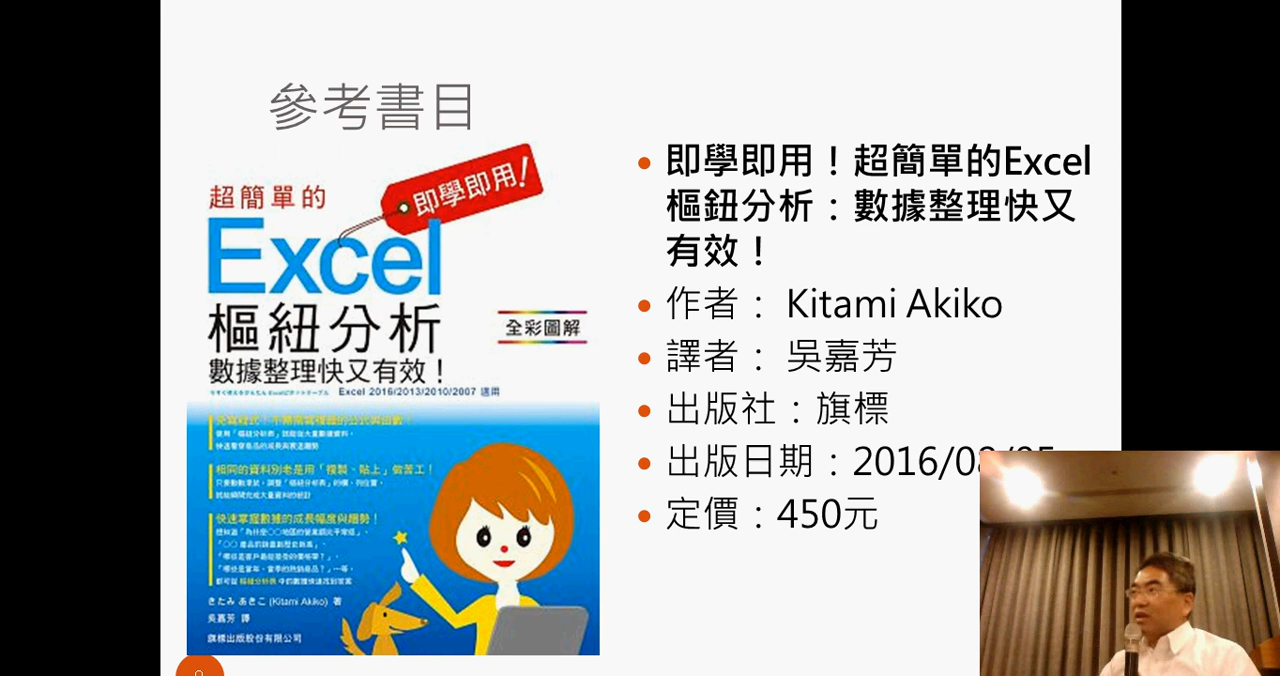 參考書目
超簡單的
即學即用!
Excel
樞紐分析
全彩圖解
數據整理快又有效!
Excel 2016/2013/2010/2007 適用
相同的資料別老是用「複製、貼上」做苦工!
快速掌握數據的成長幅度與趨勢!
きたみ あきこ (Kitami Akiko) 著
吳嘉芳 譯
旗標出版股份有限公司
即學即用！超簡單的Excel
樞鈕分析：數據整理快又
有效！
作者： Kitami Akiko
譯者： 吳嘉芳
出版社：旗標
出版日期：2016/0
定價：450元